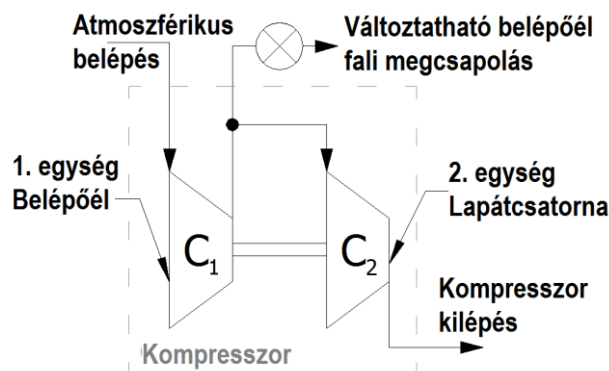 Atmoszférikus
belépés
Változtatható belépőél
fali megcsapolás
1. egység
Belépőél
C1
C2
2. egység
Lapátcsatorna
Kompresszor
kilépés
Kompresszor